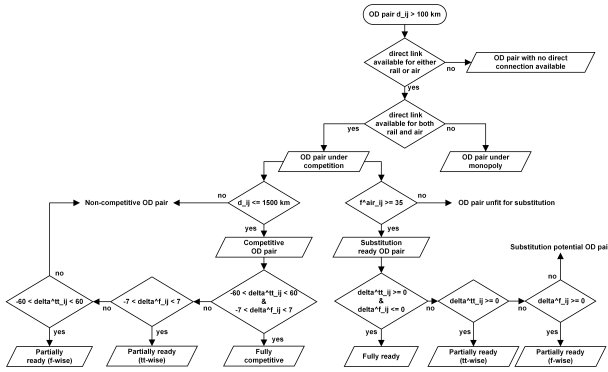 OD pair d_ij > 100 km
direct link
available for either
rail or air
no
OD pair with no direct
connection available
yes
direct link
available for both
rail and air
yes
no
OD pair under
competition
OD pair under
monopoly
Non-competitive OD pair
no
d_ij <= 1500 km
f^air_ij >= 35
no
OD pair unfit for substitution
yes
yes
Competitive
OD pair
Substitution
ready OD pair
Substitution potential OD pai
no
no
-60 < delta^tt_ij < 60
no
-7 < delta^f_ij < 7
no
-60 < delta^tt_ij < 60
&
-7 < delta^f_ij < 7
delta^tt_ij >= 0
&
delta^f_ij <= 0
no
delta^tt_ij >= 0
no
delta^f_ij >= 0
yes
yes
yes
yes
yes
yes
Partially
ready (f-wise)
Partially ready
(tt-wise)
Fully
competitive
Fully ready
Partially ready
(tt-wise)
Partially ready
(f-wise)